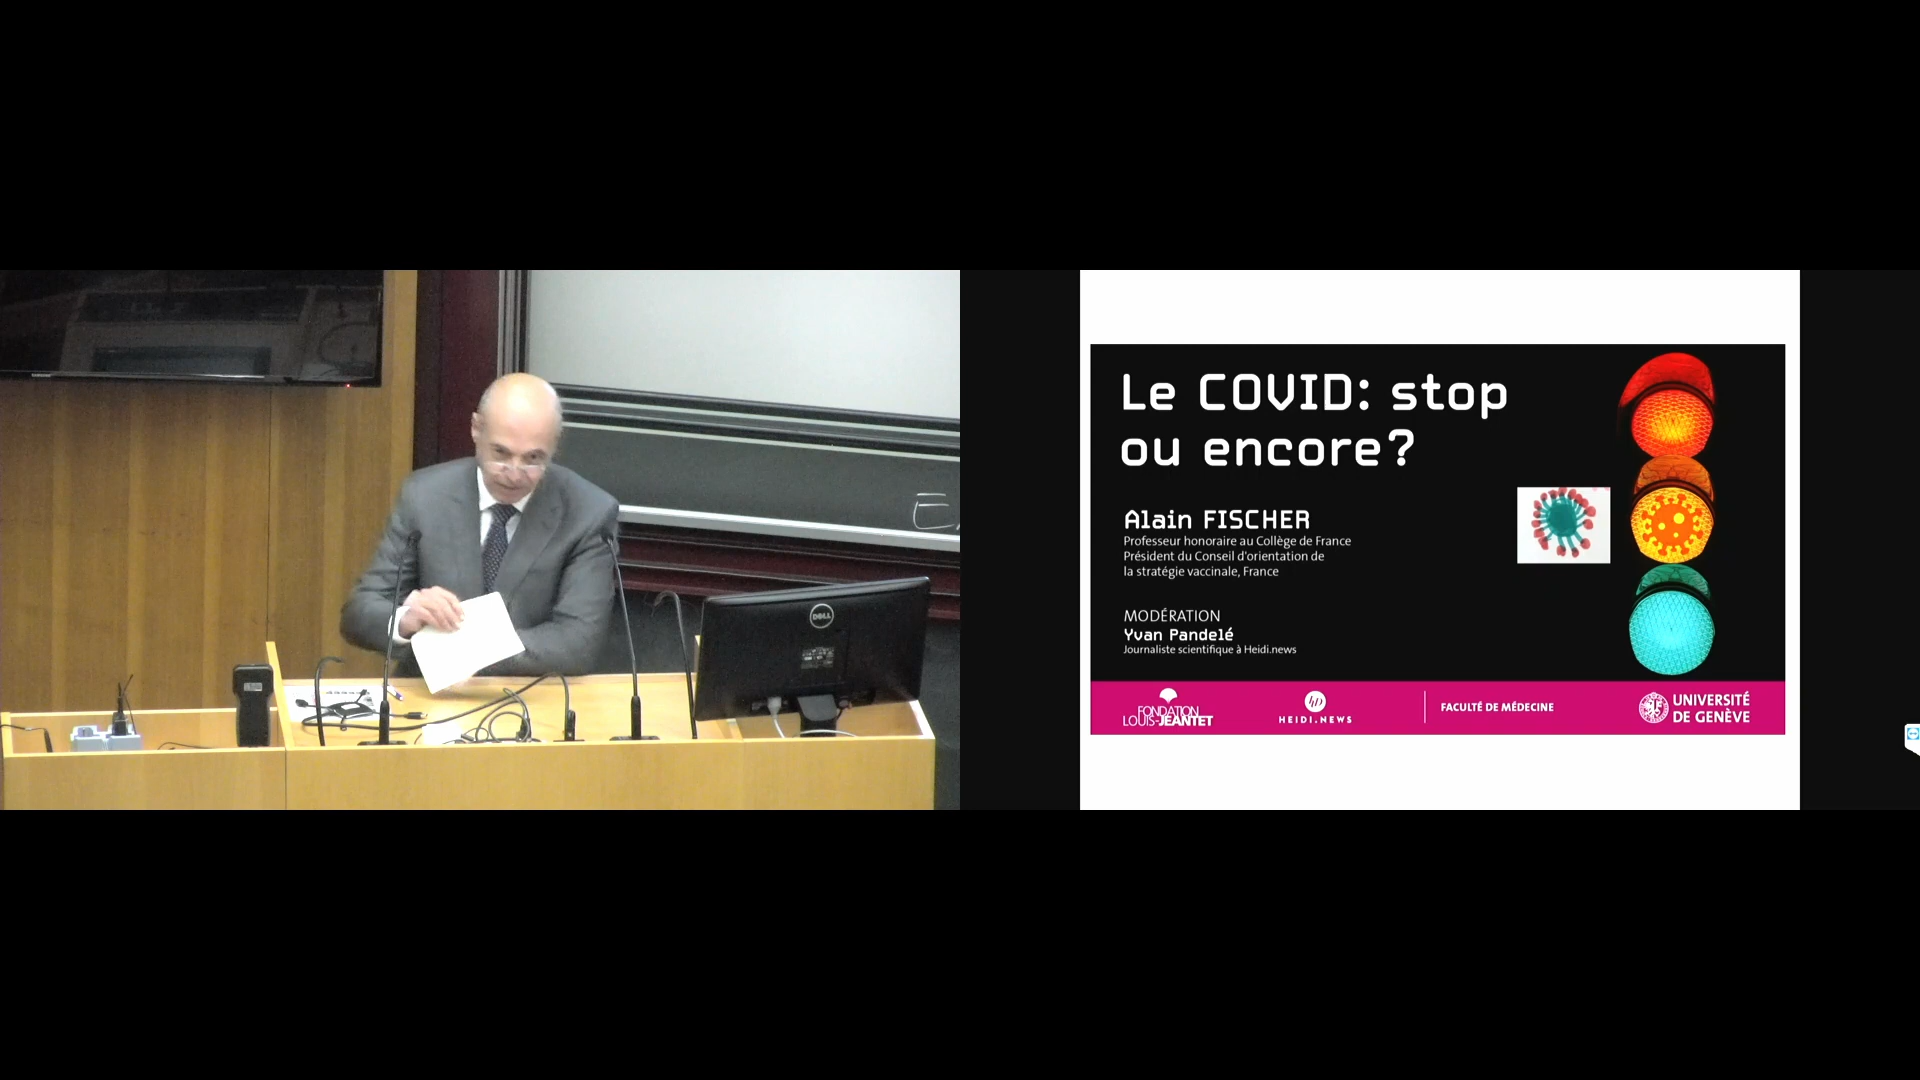 Le COVID: stop
ou encore?
Alain FISCHER
Professeur honoraire au Collège de France
Président du Conseil d'orientation de
la stratégie vaccinale, France
MODÉRATION
Yvan Pandelé
Journaliste scientifique à Heidi.news
FONDATION
LOUIS-JEANTET
HEIDI.NEWS
FACULTÉ DE MÉDECINE
UNIVERSITÉ
DE GENÈVE
DELL